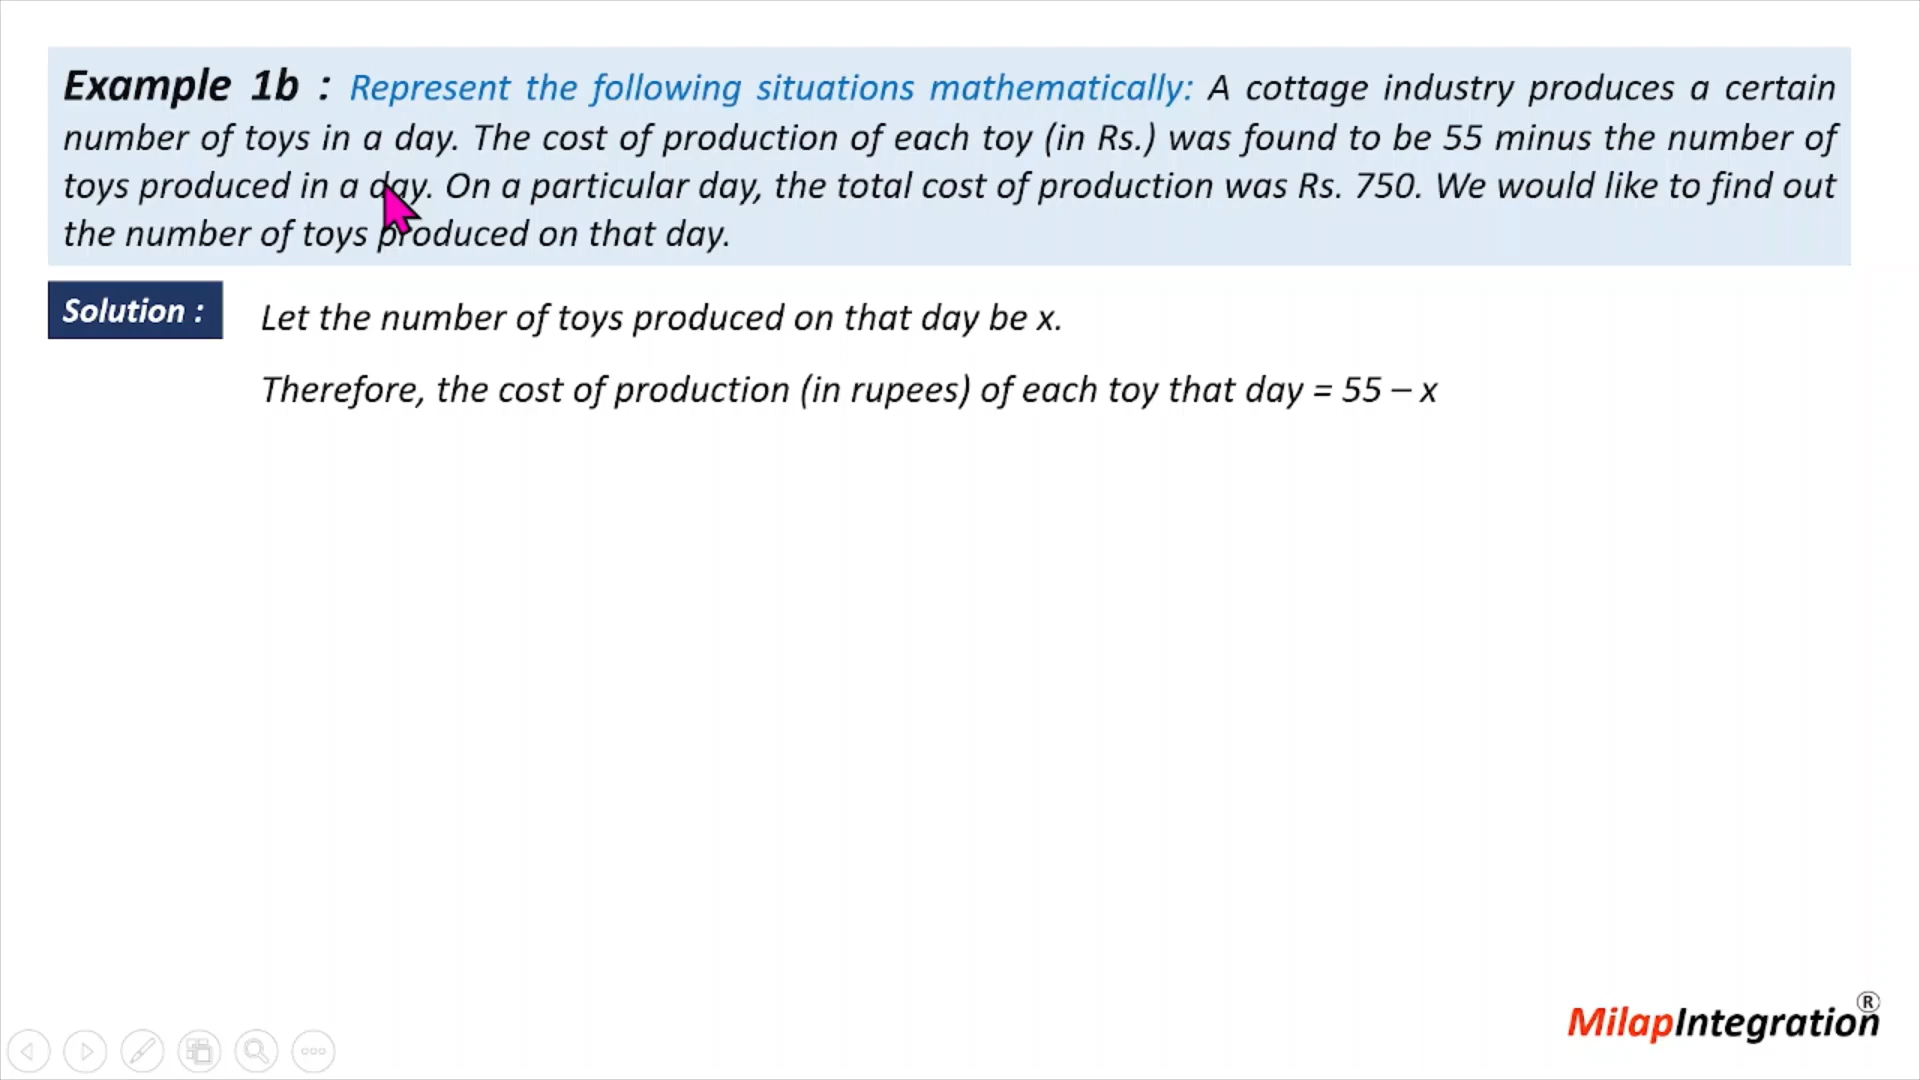 Example 1b : Represent the following situations mathematically: A cottage industry produces a certain
number of toys in a day. The cost of production of each toy (in Rs.) was found to be 55 minus the number of
toys produced in a day. On a particular day, the total cost of production was Rs. 750. We would like to find out
the number of toys produced on that day.
Solution :
Let the number of toys produced on that day be x.
Therefore, the cost of production (in rupees) of each toy that day = 55 – x
MilapIntegration®